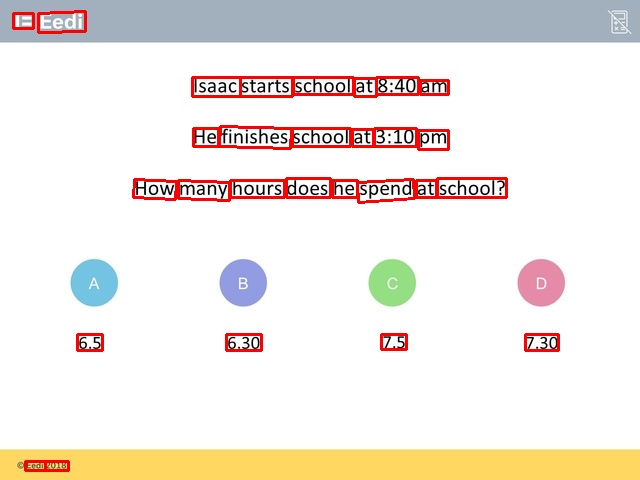 Eedi
Isaac starts school at 8:40 am
He finishes school at 3:10 pm
How many hours does he spend at school?
A B C D
6.5 6.30 7.5 7.30
© Eedi 2018